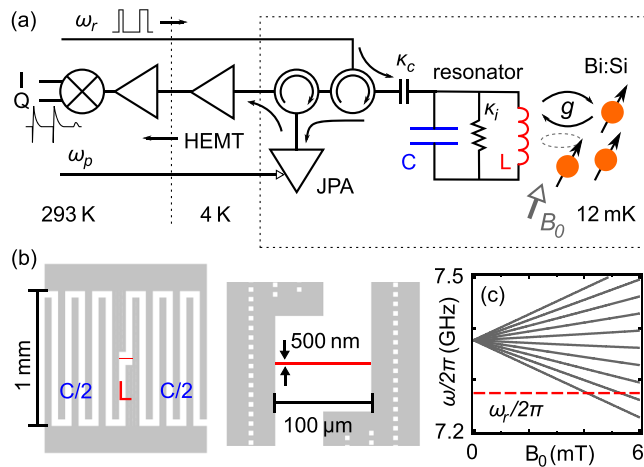 (a)
ω_r
κ_c
resonator
Bi:Si
I
Q
HEMT
C
κ_i
L
g
ω_p
JPA
B_0
293 K
4 K
12 mK
(b)
1 mm
C/2
L
C/2
500 nm
100 μm
(c)
7.5
ω/2π (GHz)
7.2
ω_r/2π
0
B_0 (mT)
6